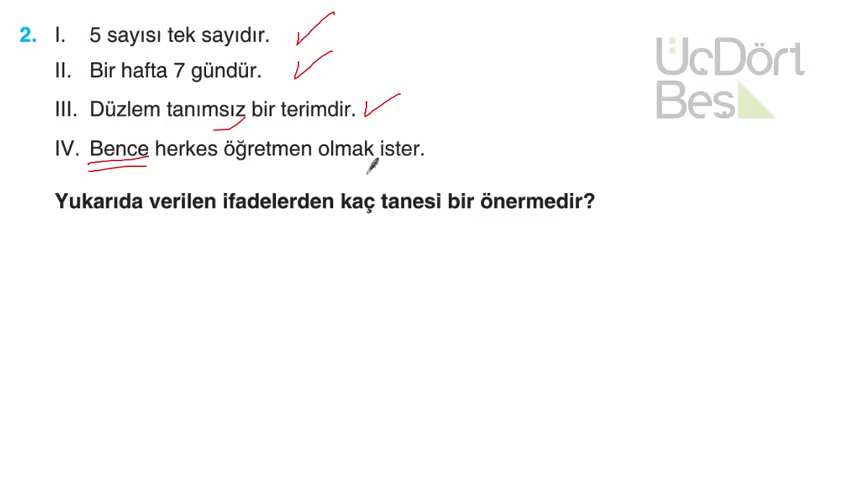 2. I. 5 sayısı tek sayıdır.
II. Bir hafta 7 gündür.
III. Düzlem tanımsız bir terimdir.
IV. Bence herkes öğretmen olmak ister.
Yukarıda verilen ifadelerden kaç tanesi bir önermedir?
ÜçDört
Beş